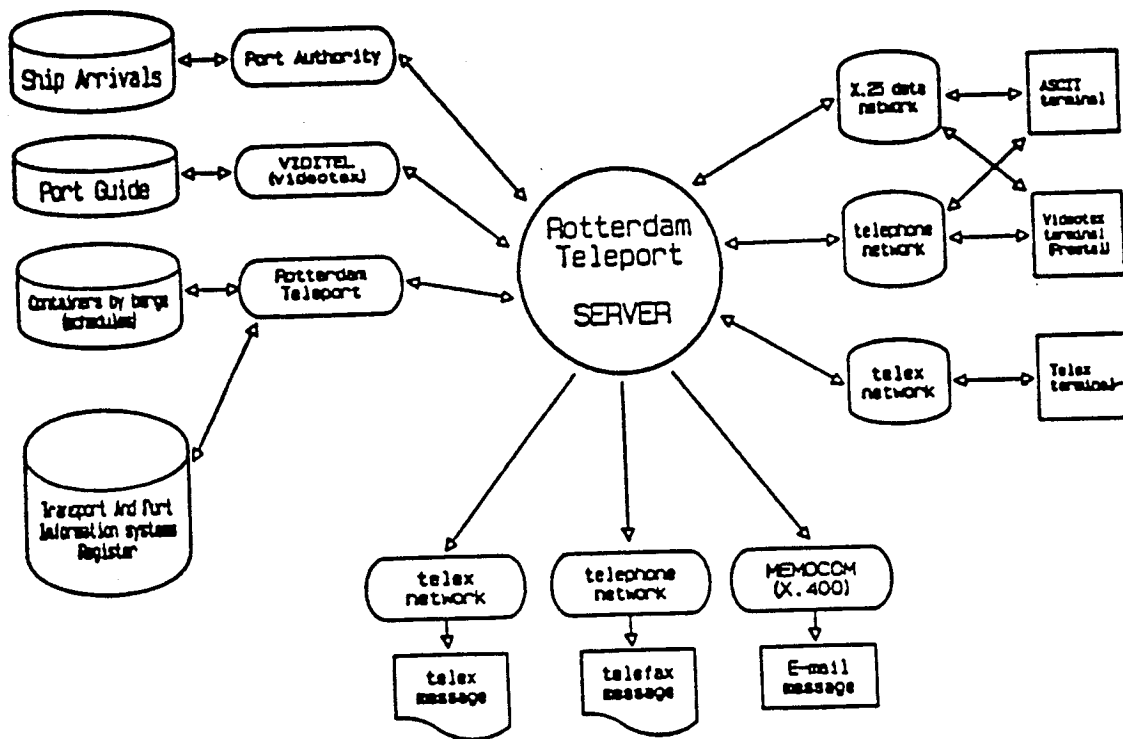 Ship Arrivals
Port Authority
Port Guide
VIDITEL
(videotex)
Containers by barge
(schedules)
Rotterdam
Teleport
Transport And Port
Information systems
Register
Rotterdam
Teleport
SERVER
X.25 data
network
ASCII
terminal
telephone
network
Videotex
terminal
telex
network
Telex
terminal
telex
network
telephone
network
MEMOCOM
(X.400)
telex
message
telefax
message
E-mail
message